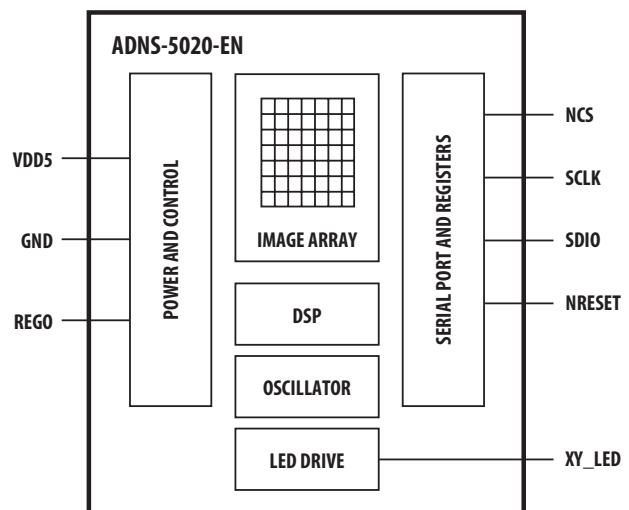 ADNS-5020-EN
VDD5
GND
REGO
POWER AND CONTROL
IMAGE ARRAY
DSP
OSCILLATOR
LED DRIVE
SERIAL PORT AND REGISTERS
NCS
SCLK
SDIO
NRESET
XY_LED